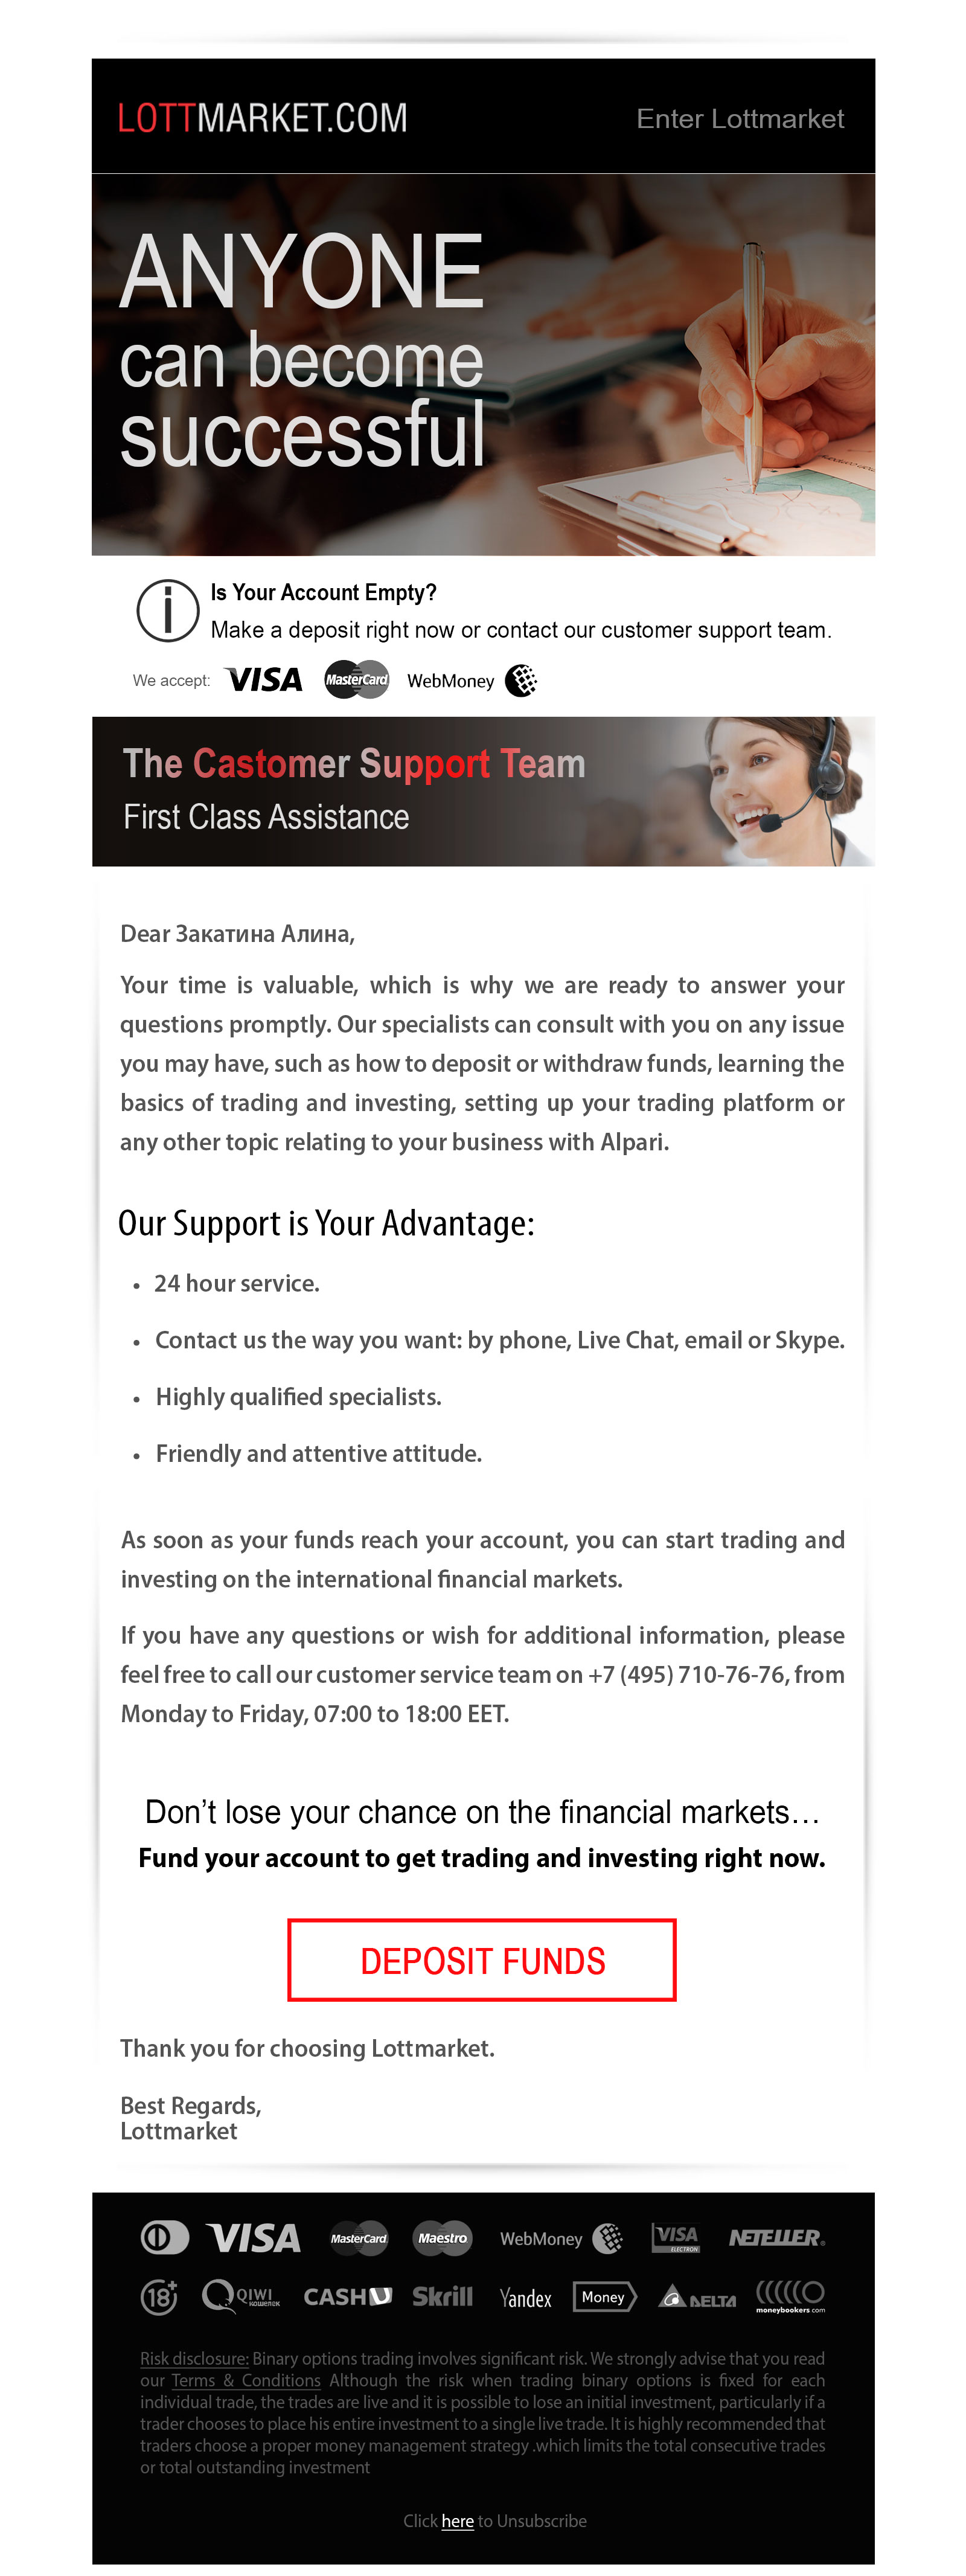 LOTTMARKET.COM
Enter Lottmarket
ANYONE
can become
successful
Is Your Account Empty?
Make a deposit right now or contact our customer support team.
We accept: VISA MasterCard WebMoney
The Castomer Support Team
First Class Assistance
Dear Закатина Алина,
Your time is valuable, which is why we are ready to answer your
questions promptly. Our specialists can consult with you on any issue
you may have, such as how to deposit or withdraw funds, learning the
basics of trading and investing, setting up your trading platform or
any other topic relating to your business with Alpari.
Our Support is Your Advantage:
• 24 hour service.
• Contact us the way you want: by phone, Live Chat, email or Skype.
• Highly qualified specialists.
• Friendly and attentive attitude.
As soon as your funds reach your account, you can start trading and
investing on the international financial markets.
If you have any questions or wish for additional information, please
feel free to call our customer service team on +7 (495) 710-76-76, from
Monday to Friday, 07:00 to 18:00 EET.
Don’t lose your chance on the financial markets…
Fund your account to get trading and investing right now.
DEPOSIT FUNDS
Thank you for choosing Lottmarket.
Best Regards,
Lottmarket
VISA MasterCard Maestro WebMoney VISA ELECTRON NETELLER
18+ QIWI КОШЕЛЕК CASHU Skrill Yandex Money DELTA moneybookers.com
Risk disclosure: Binary options trading involves significant risk. We strongly advise that you read
our Terms & Conditions Although the risk when trading binary options is fixed for each
individual trade, the trades are live and it is possible to lose an initial investment, particularly if a
trader chooses to place his entire investment to a single live trade. It is highly recommended that
traders choose a proper money management strategy .which limits the total consecutive trades
or total outstanding investment
Click here to Unsubscribe